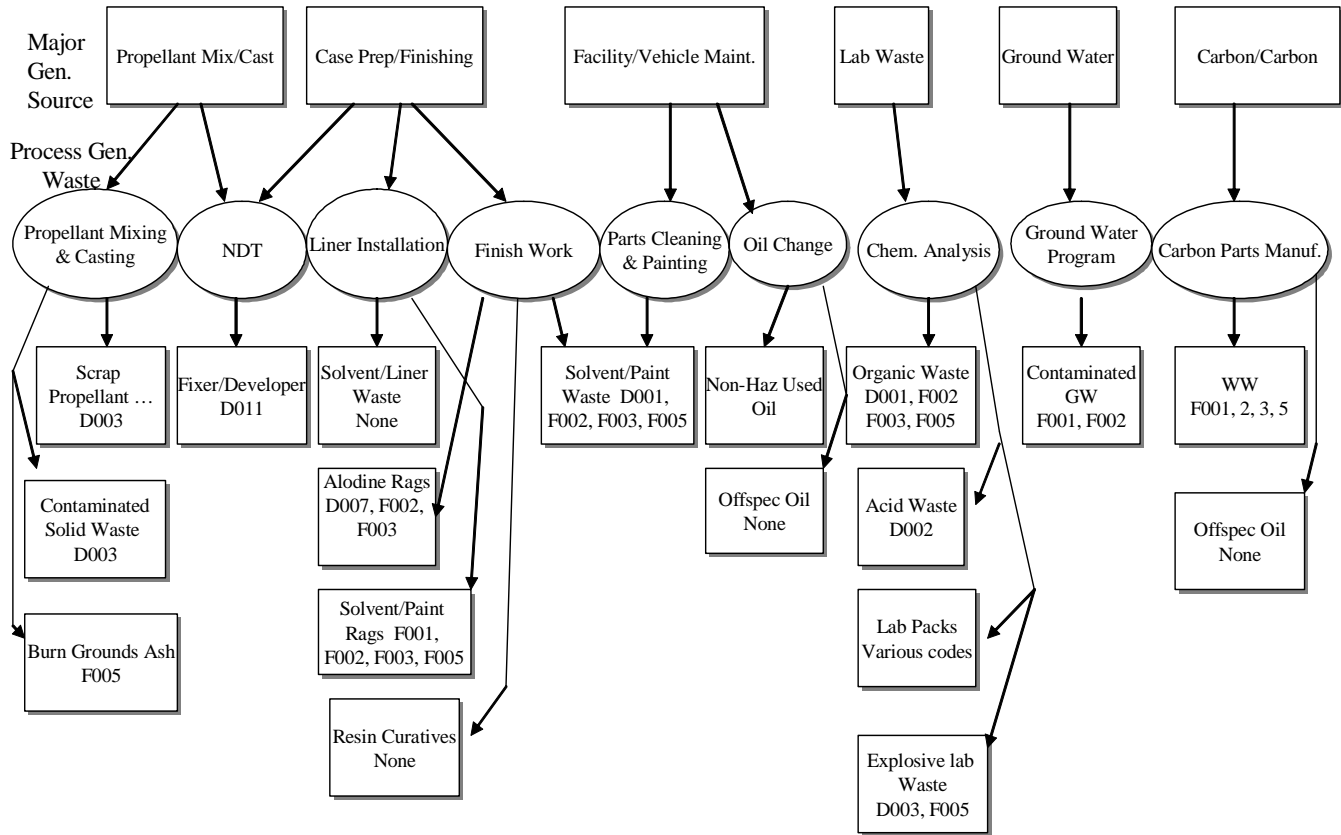 Major
Gen.
Source
Propellant Mix/Cast
Case Prep/Finishing
Facility/Vehicle Maint.
Lab Waste
Ground Water
Carbon/Carbon
Process Gen.
Waste
Propellant Mixing
& Casting
NDT
Liner Installation
Finish Work
Parts Cleaning
& Painting
Oil Change
Chem. Analysis
Ground Water
Program
Carbon Parts Manuf.
Scrap
Propellant …
D003
Fixer/Developer
D011
Solvent/Liner
Waste
None
Solvent/Paint
Waste D001,
F002, F003, F005
Non-Haz Used
Oil
Organic Waste
D001, F002
F003, F005
Contaminated
GW
F001, F002
WW
F001, 2, 3, 5
Contaminated
Solid Waste
D003
Alodine Rags
D007, F002,
F003
Offspec Oil
None
Acid Waste
D002
Offspec Oil
None
Burn Grounds Ash
F005
Solvent/Paint
Rags F001,
F002, F003, F005
Lab Packs
Various codes
Resin Curatives
None
Explosive lab
Waste
D003, F005